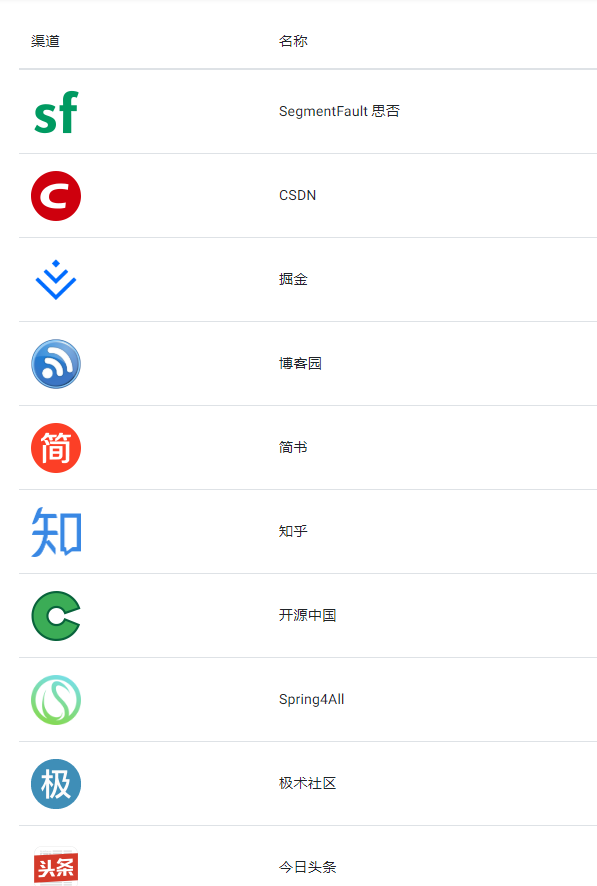 渠道 名称
sf SegmentFault 思否
C CSDN
掘金
博客园
简 简书
知 知乎
C 开源中国
Spring4All
极 极术社区
头条 今日头条